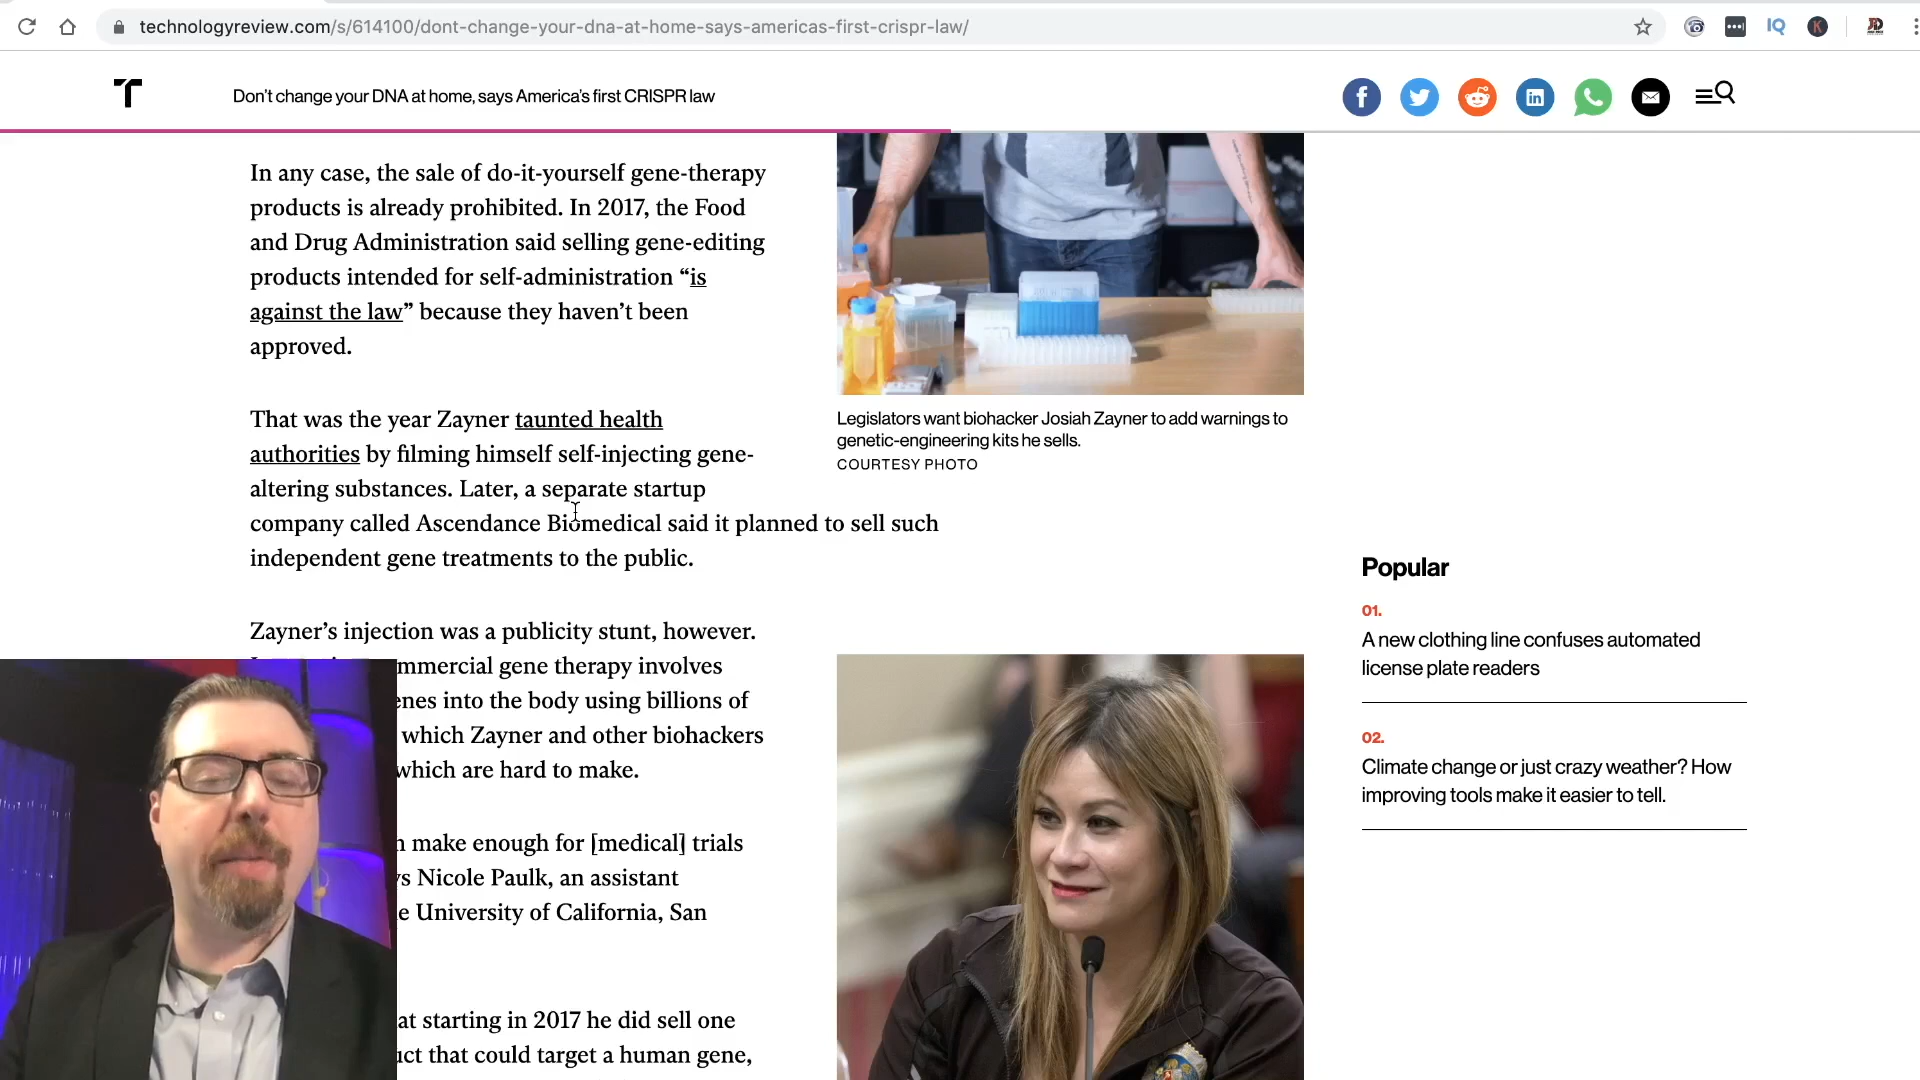 technologyreview.com/s/614100/dont-change-your-dna-at-home-says-americas-first-crispr-law/
Don't change your DNA at home, says America's first CRISPR law
In any case, the sale of do-it-yourself gene-therapy
products is already prohibited. In 2017, the Food
and Drug Administration said selling gene-editing
products intended for self-administration “is
against the law” because they haven’t been
approved.
That was the year Zayner taunted health
authorities by filming himself self-injecting gene-
altering substances. Later, a separate startup
company called Ascendance Biomedical said it planned to sell such
independent gene treatments to the public.
Zayner’s injection was a publicity stunt, however.
commercial gene therapy involves
into the body using billions of
which Zayner and other biohackers
which are hard to make.
make enough for [medical] trials
Nicole Paulk, an assistant
University of California, San
at starting in 2017 he did sell one
that could target a human gene,
Legislators want biohacker Josiah Zayner to add warnings to
genetic-engineering kits he sells.
COURTESY PHOTO
Popular
01.
A new clothing line confuses automated
license plate readers
02.
Climate change or just crazy weather? How
improving tools make it easier to tell.